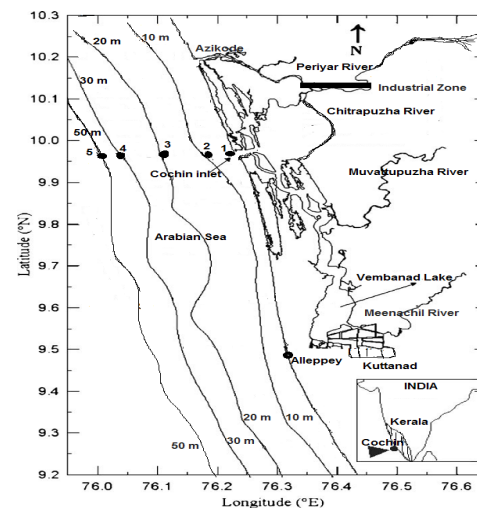 10.3
10.2
10.1
10.0
9.9
9.8
9.7
9.6
9.5
9.4
9.3
9.2
Latitude (°N)
20 m
10 m
30 m
50 m
Azikode
N
Periyar River
Industrial Zone
Chitrapuzha River
5
4
3
2
1
Cochin inlet
Muvattupuzha River
Arabian Sea
Vembanad Lake
Meenachil River
Alleppey
Kuttanad
INDIA
Kerala
Cochin
20 m
10 m
30 m
50 m
76.0
76.1
76.2
76.3
76.4
76.5
76.6
Longitude (°E)